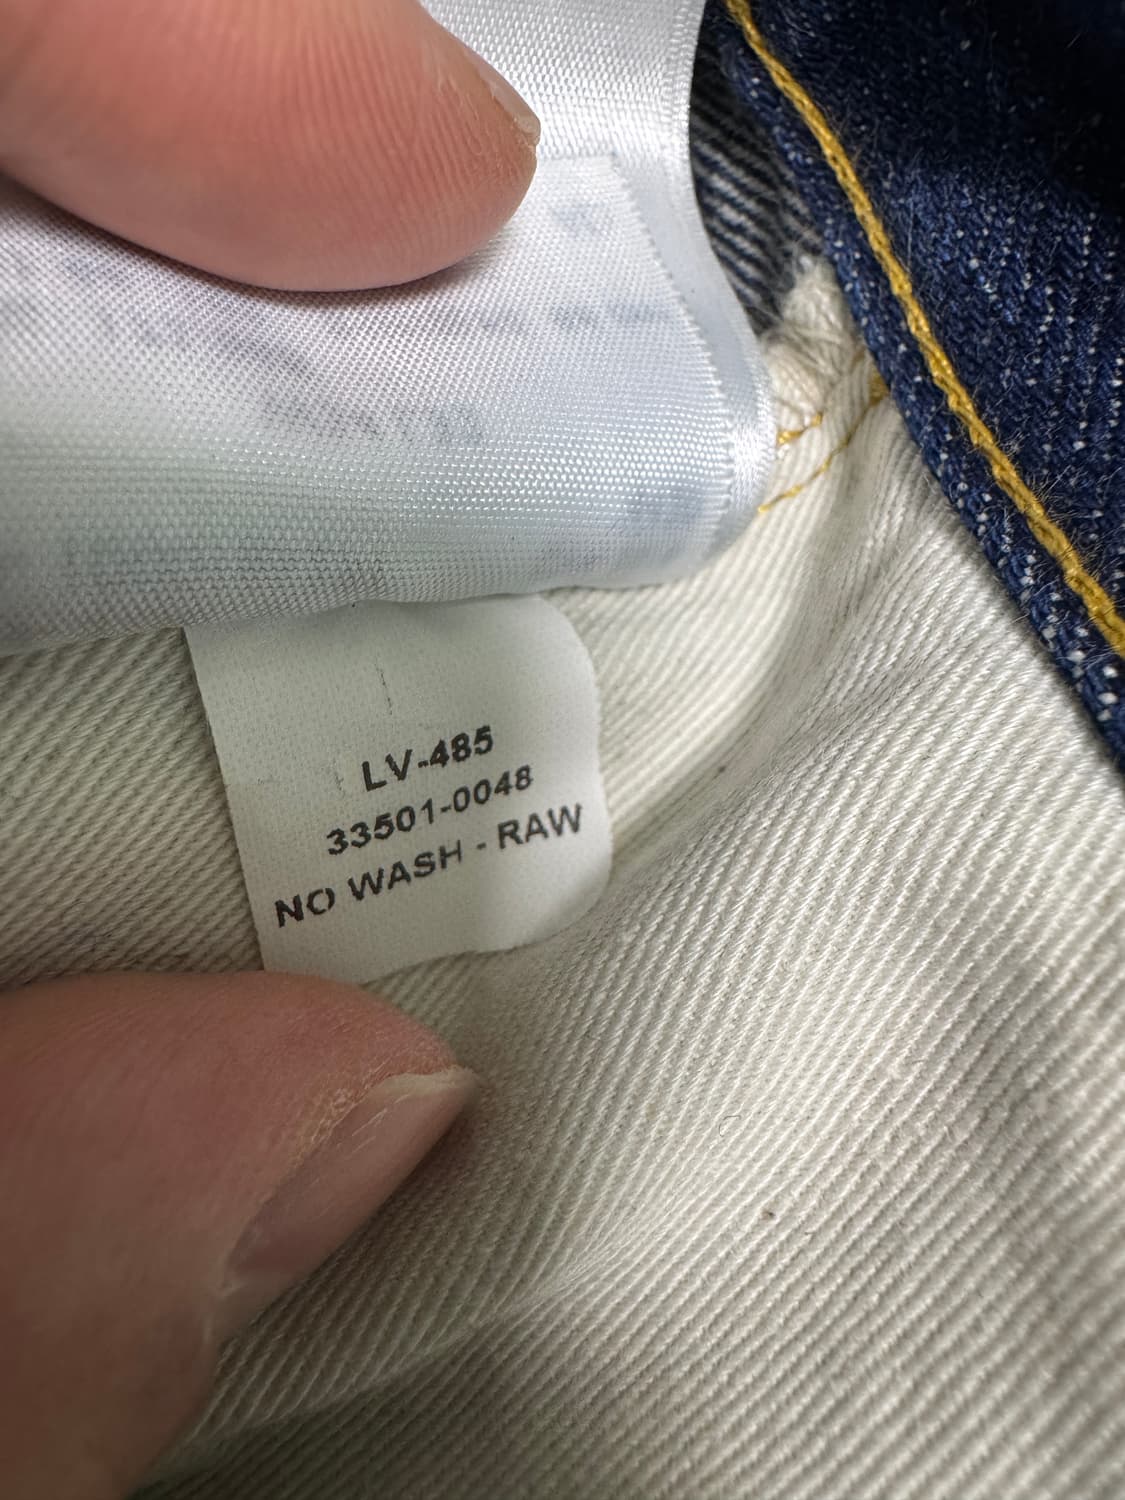 LV-485
33501-0048
NO WASH - RAW